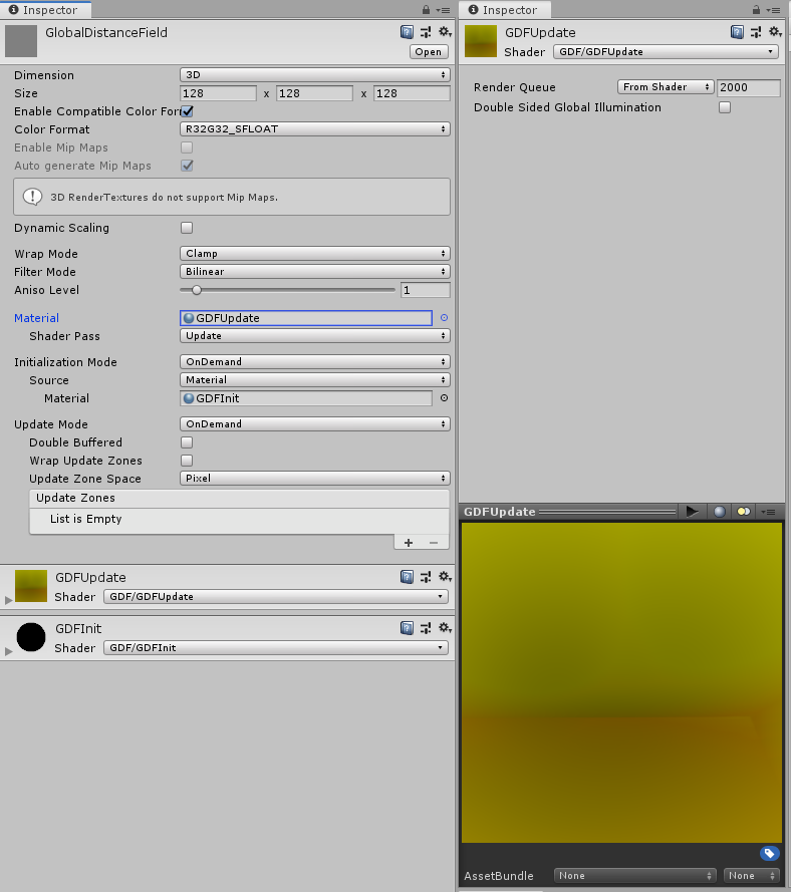 Inspector
GlobalDistanceField
Open
Dimension 3D
Size 128 x 128 x 128
Enable Compatible Color For
Color Format R32G32_SFLOAT
Enable Mip Maps
Auto generate Mip Maps
3D RenderTextures do not support Mip Maps.
Dynamic Scaling
Wrap Mode Clamp
Filter Mode Bilinear
Aniso Level 1
Material GDFUpdate
Shader Pass Update
Initialization Mode OnDemand
Source Material
Material GDFInit
Update Mode OnDemand
Double Buffered
Wrap Update Zones
Update Zone Space Pixel
Update Zones
List is Empty
GDFUpdate
Shader GDF/GDFUpdate
GDFInit
Shader GDF/GDFInit
Inspector
GDFUpdate
Shader GDF/GDFUpdate
Render Queue From Shader 2000
Double Sided Global Illumination
GDFUpdate
AssetBundle None None